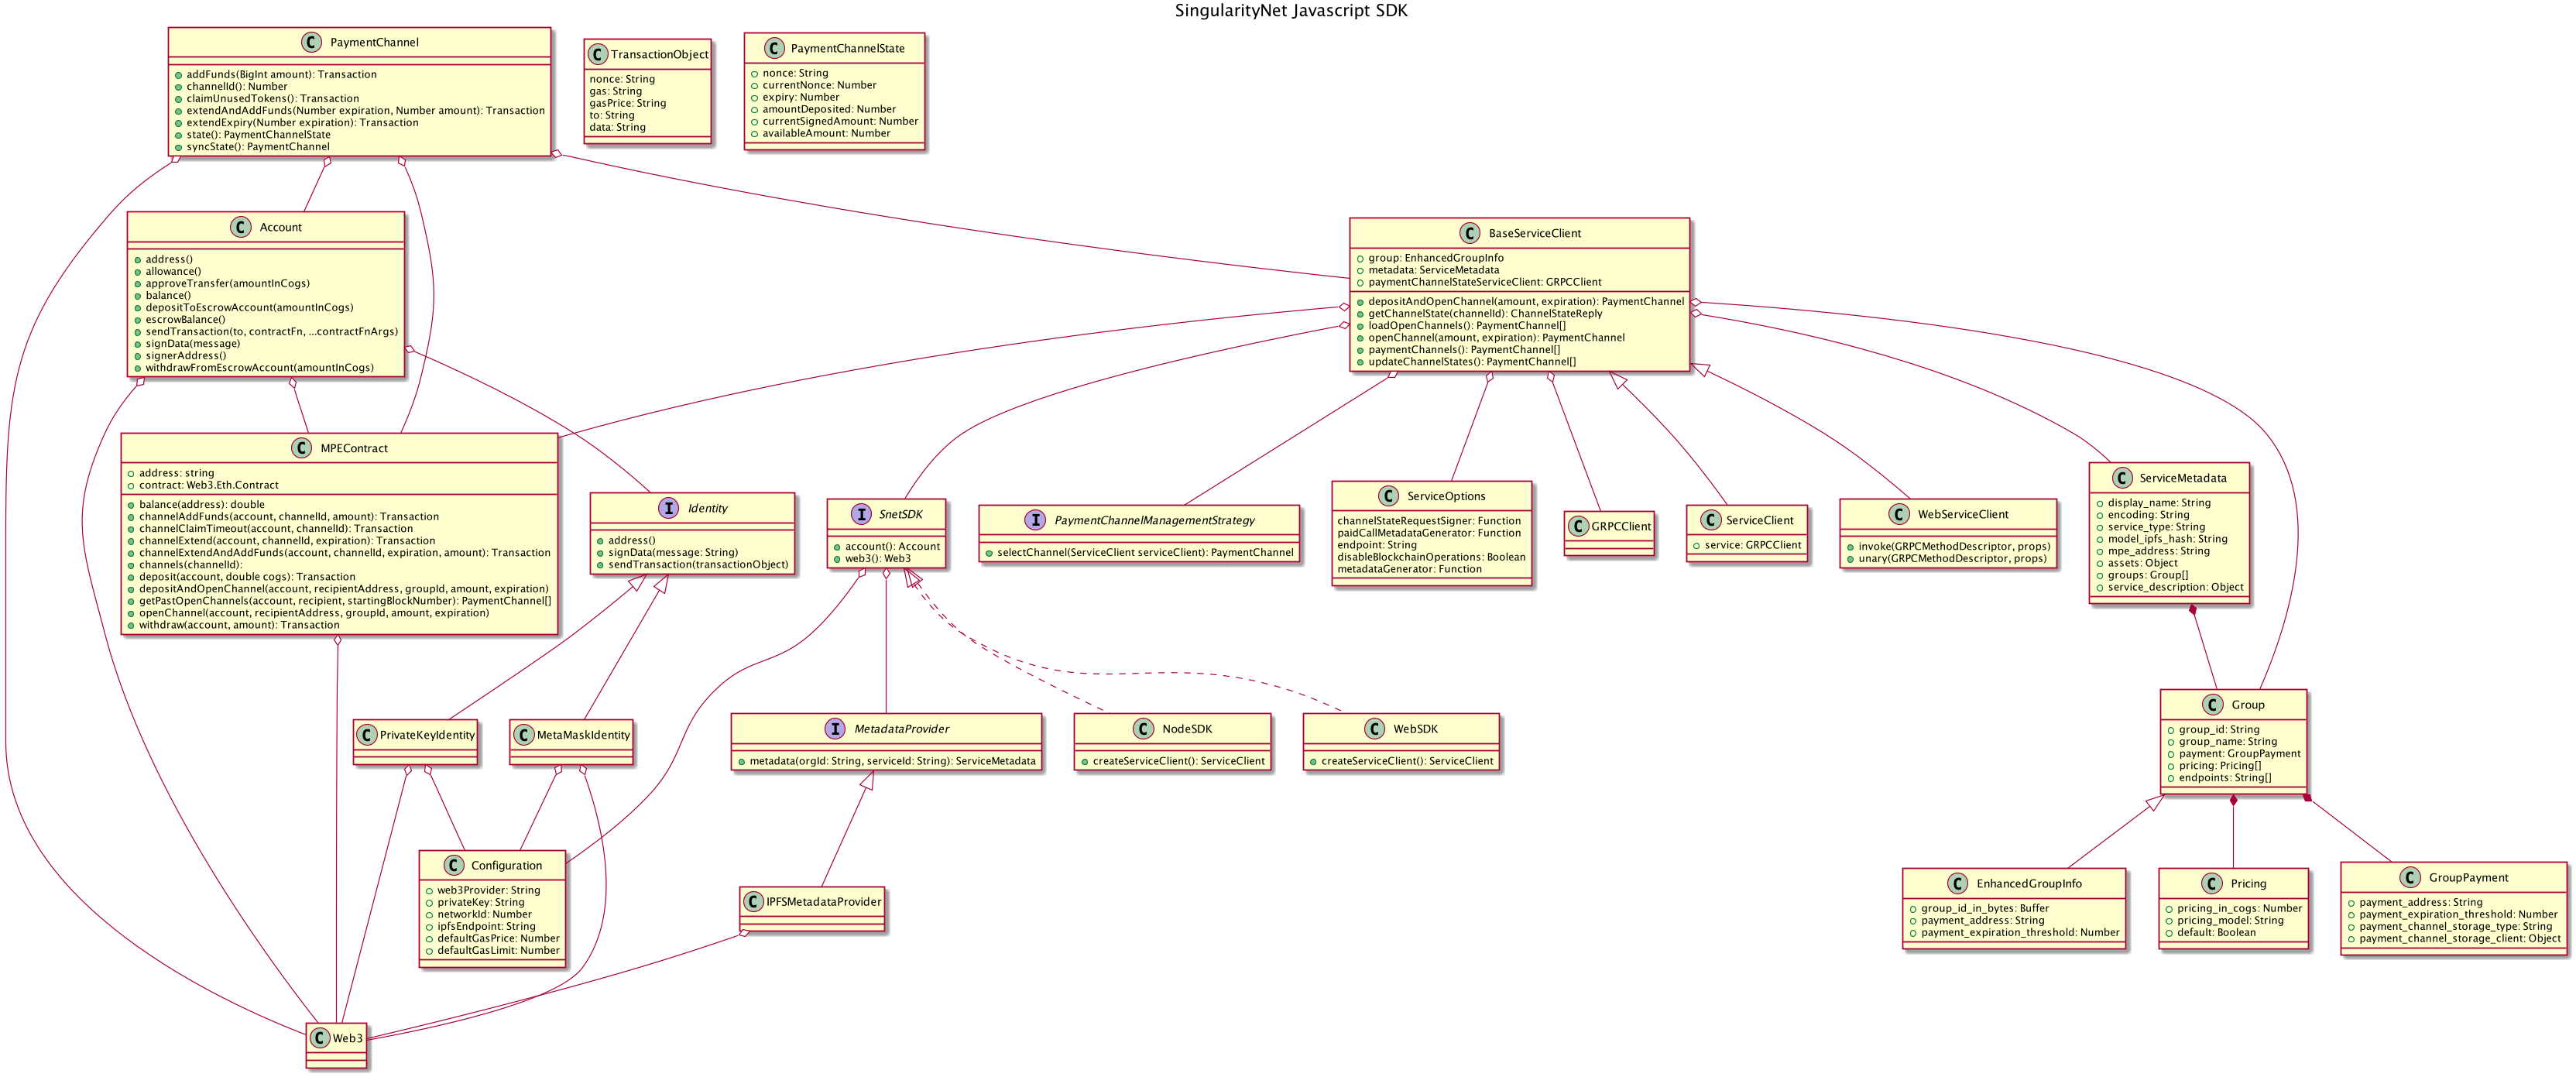 SingularityNet Javascript SDK
C PaymentChannel
addFunds(BigInt amount): Transaction
channelId(): Number
claimUnusedTokens(): Transaction
extendAndAddFunds(Number expiration, Number amount): Transaction
extendExpiry(Number expiration): Transaction
state(): PaymentChannelState
syncState(): PaymentChannel
C TransactionObject
nonce: String
gas: String
gasPrice: String
to: String
data: String
C PaymentChannelState
nonce: String
currentNonce: Number
expiry: Number
amountDeposited: Number
currentSignedAmount: Number
availableAmount: Number
C Account
address()
allowance()
approveTransfer(amountInCogs)
balance()
depositToEscrowAccount(amountInCogs)
escrowBalance()
sendTransaction(to, contractFn, ...contractFnArgs)
signData(message)
signerAddress()
withdrawFromEscrowAccount(amountInCogs)
C BaseServiceClient
group: EnhancedGroupInfo
metadata: ServiceMetadata
paymentChannelStateServiceClient: GRPCClient
depositAndOpenChannel(amount, expiration): PaymentChannel
getChannelState(channelId): ChannelStateReply
loadOpenChannels(): PaymentChannel[]
openChannel(amount, expiration): PaymentChannel
paymentChannels(): PaymentChannel[]
updateChannelStates(): PaymentChannel[]
C MPEContract
address: string
contract: Web3.Eth.Contract
balance(address): double
channelAddFunds(account, channelId, amount): Transaction
channelClaimTimeout(account, channelId): Transaction
channelExtend(account, channelId, expiration): Transaction
channelExtendAndAddFunds(account, channelId, expiration, amount): Transaction
channels(channelId):
deposit(account, double cogs): Transaction
depositAndOpenChannel(account, recipientAddress, groupId, amount, expiration)
getPastOpenChannels(account, recipient, startingBlockNumber): PaymentChannel[]
openChannel(account, recipientAddress, groupId, amount, expiration)
withdraw(account, amount): Transaction
I Identity
address()
signData(message: String)
sendTransaction(transactionObject)
I SnetSDK
account(): Account
web3(): Web3
I PaymentChannelManagementStrategy
selectChannel(ServiceClient serviceClient): PaymentChannel
C ServiceOptions
channelStateRequestSigner: Function
paidCallMetadataGenerator: Function
endpoint: String
disableBlockchainOperations: Boolean
metadataGenerator: Function
C GRPCClient
C ServiceClient
service: GRPCClient
C WebServiceClient
invoke(GRPCMethodDescriptor, props)
unary(GRPCMethodDescriptor, props)
C ServiceMetadata
display_name: String
encoding: String
service_type: String
model_ipfs_hash: String
mpe_address: String
assets: Object
groups: Group[]
service_description: Object
C PrivateKeyIdentity
C MetaMaskIdentity
I MetadataProvider
metadata(orgId: String, serviceId: String): ServiceMetadata
C NodeSDK
createServiceClient(): ServiceClient
C WebSDK
createServiceClient(): ServiceClient
C Group
group_id: String
group_name: String
payment: GroupPayment
pricing: Pricing[]
endpoints: String[]
C Configuration
web3Provider: String
privateKey: String
networkId: Number
ipfsEndpoint: String
defaultGasPrice: Number
defaultGasLimit: Number
C IPFSMetadataProvider
C EnhancedGroupInfo
group_id_in_bytes: Buffer
payment_address: String
payment_expiration_threshold: Number
C Pricing
pricing_in_cogs: Number
pricing_model: String
default: Boolean
C GroupPayment
payment_address: String
payment_expiration_threshold: Number
payment_channel_storage_type: String
payment_channel_storage_client: Object
C Web3